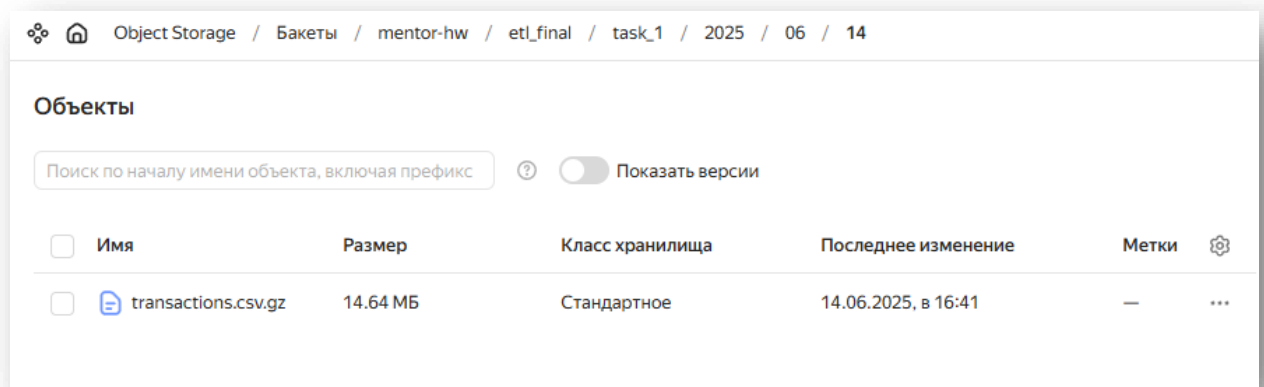 Object Storage / Бакеты / mentor-hw / etl_final / task_1 / 2025 / 06 / 14
Объекты
Поиск по началу имени объекта, включая префикс ? Показать версии
Имя Размер Класс хранилища Последнее изменение Метки
transactions.csv.gz 14.64 МБ Стандартное 14.06.2025, в 16:41 —